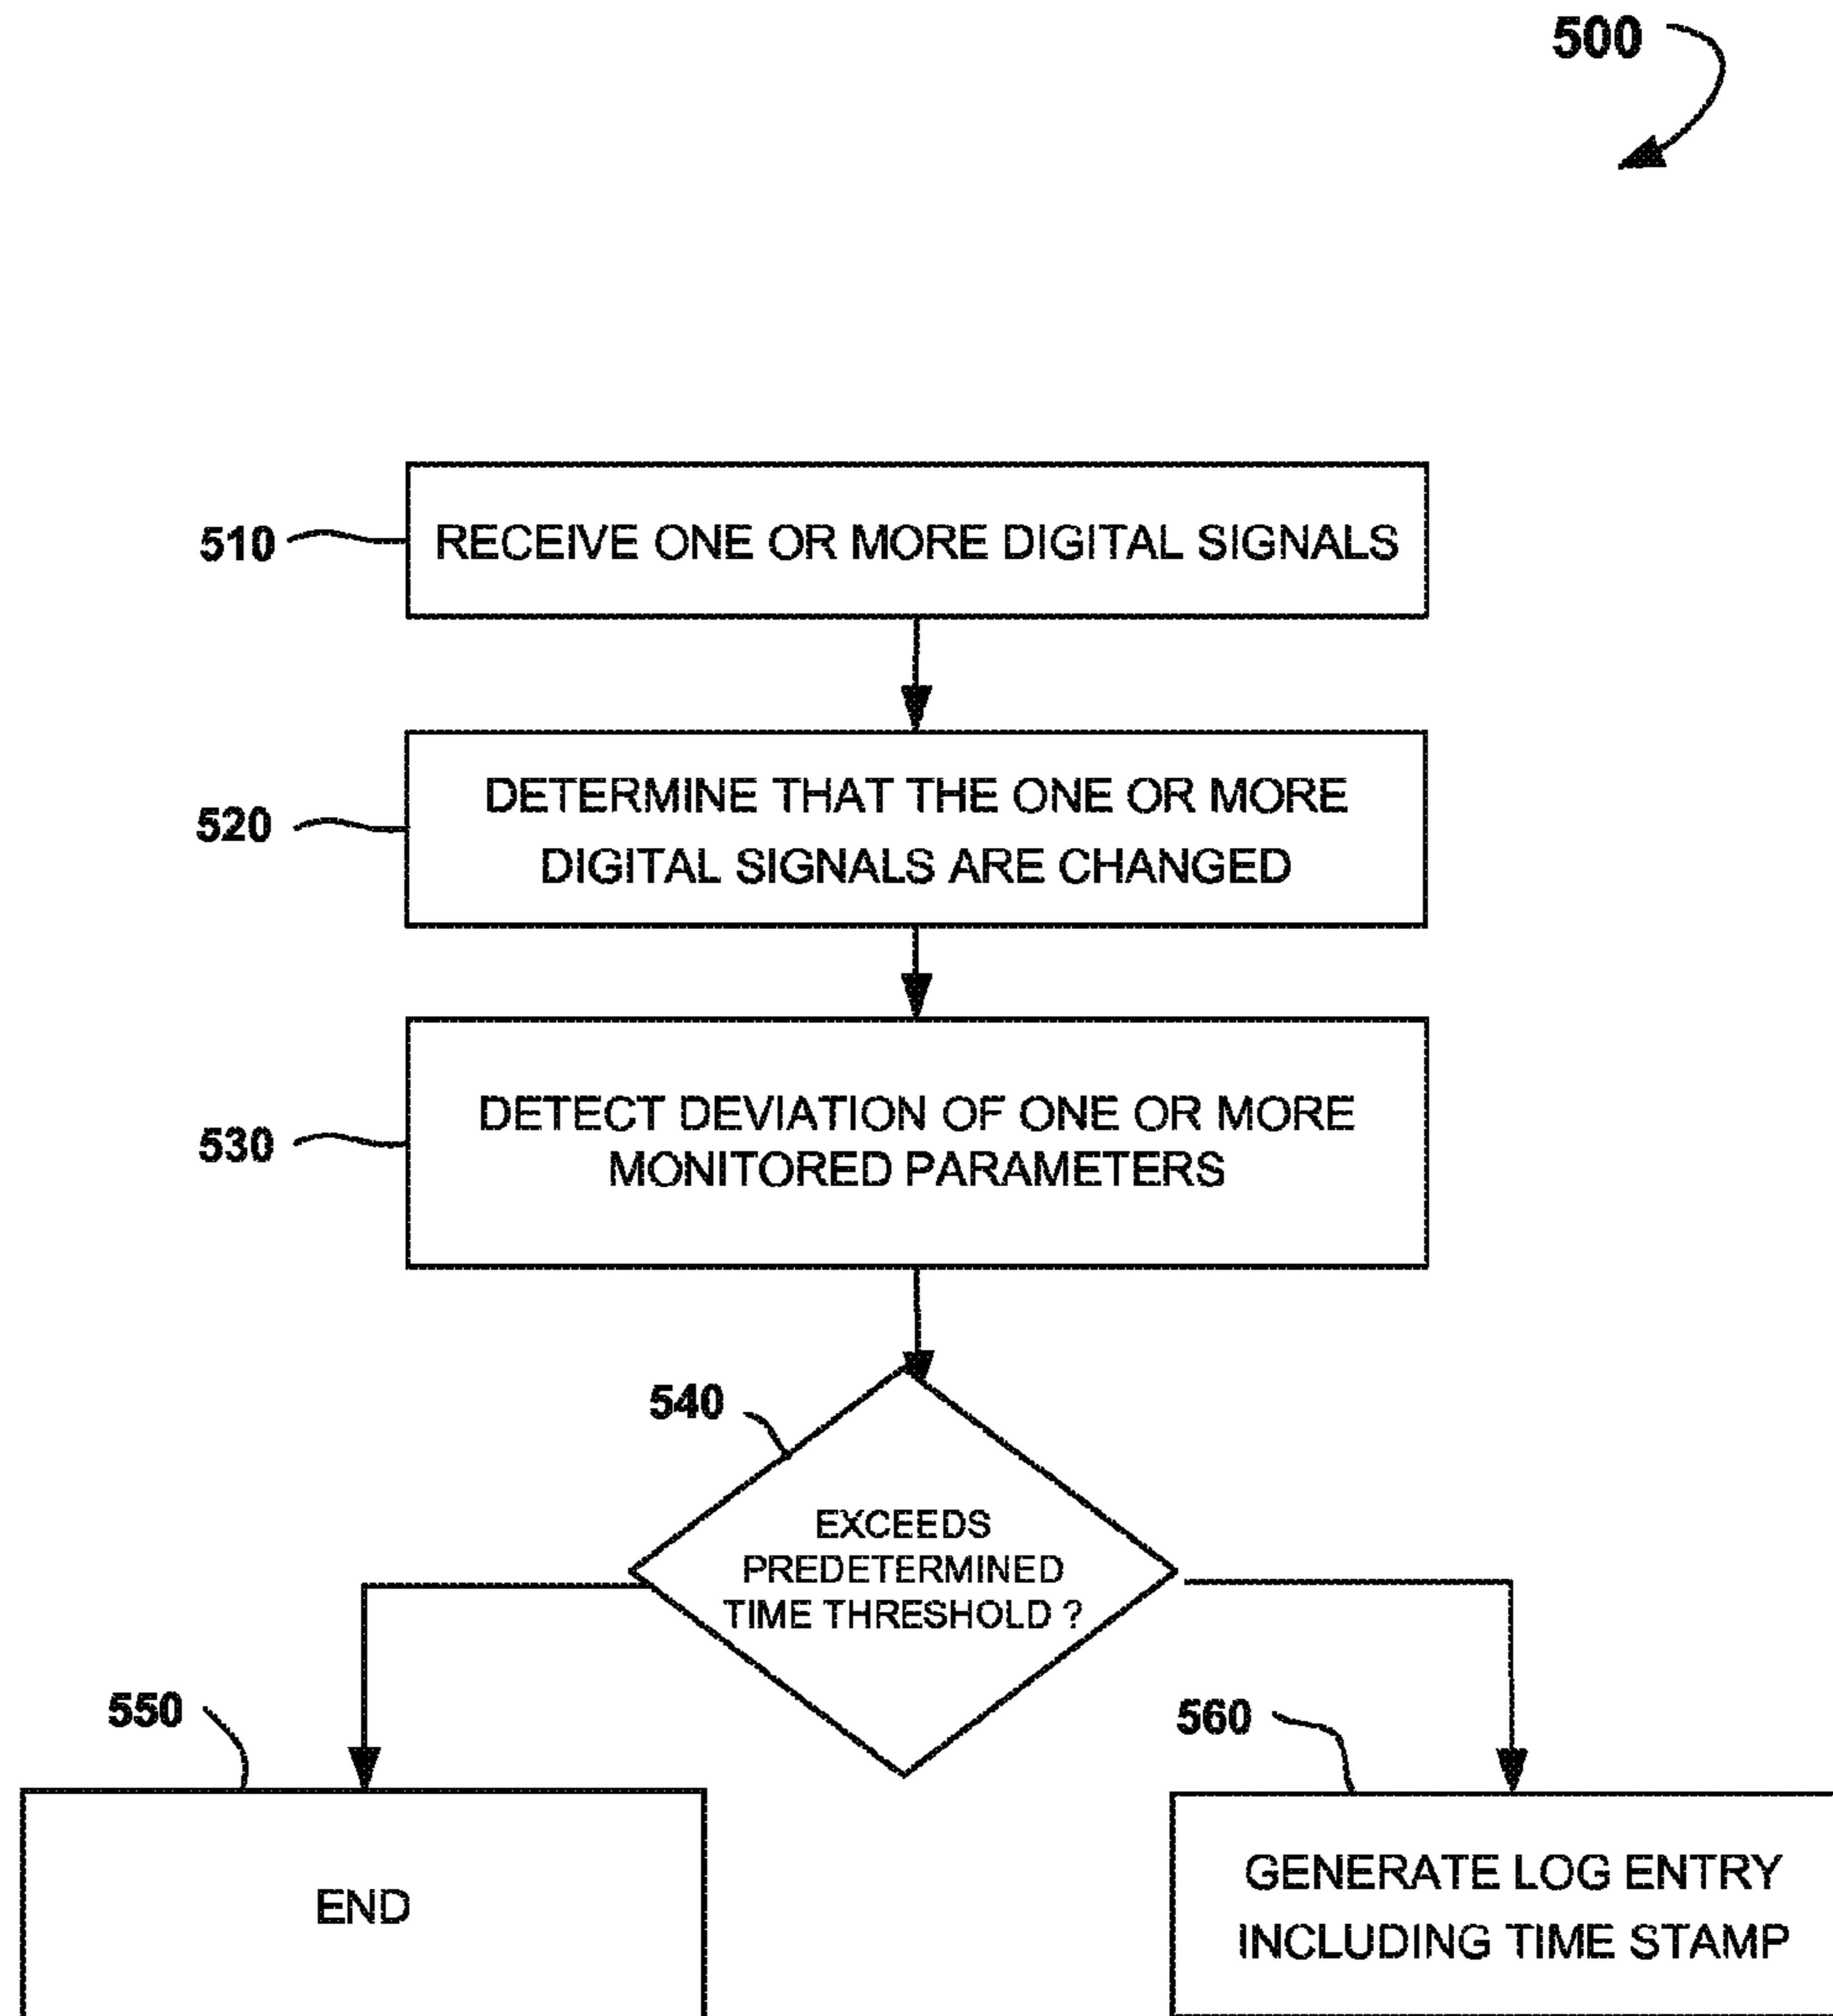 500
510
RECEIVE ONE OR MORE DIGITAL SIGNALS
520
DETERMINE THAT THE ONE OR MORE
DIGITAL SIGNALS ARE CHANGED
530
DETECT DEVIATION OF ONE OR MORE
MONITORED PARAMETERS
540
EXCEEDS
PREDETERMINED
TIME THRESHOLD ?
550
END
560
GENERATE LOG ENTRY
INCLUDING TIME STAMP